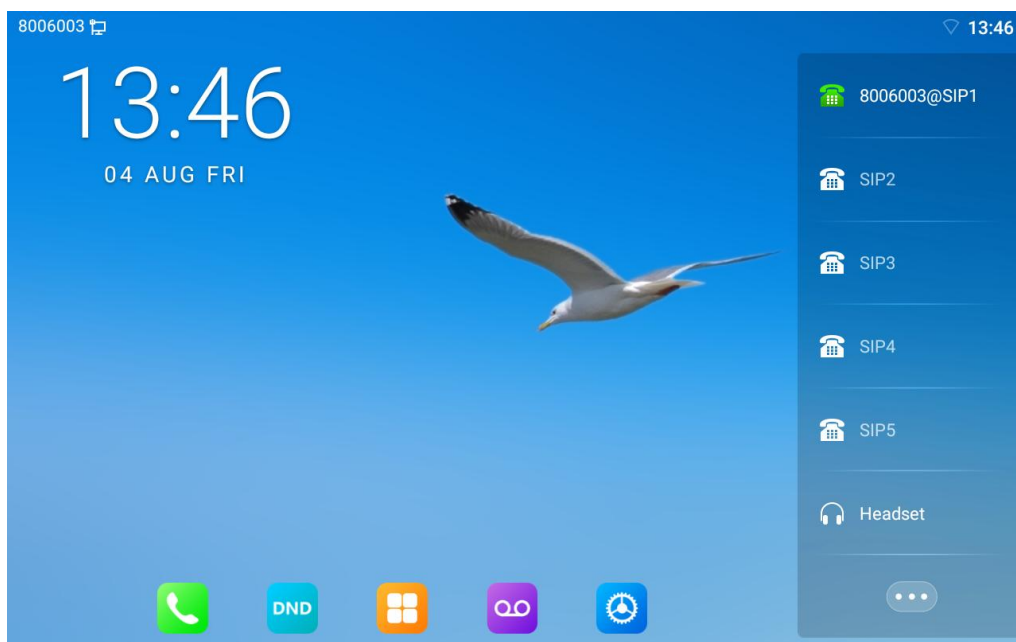 8006003
13:46
13:46
04 AUG FRI
8006003@SIP1
SIP2
SIP3
SIP4
SIP5
Headset
DND